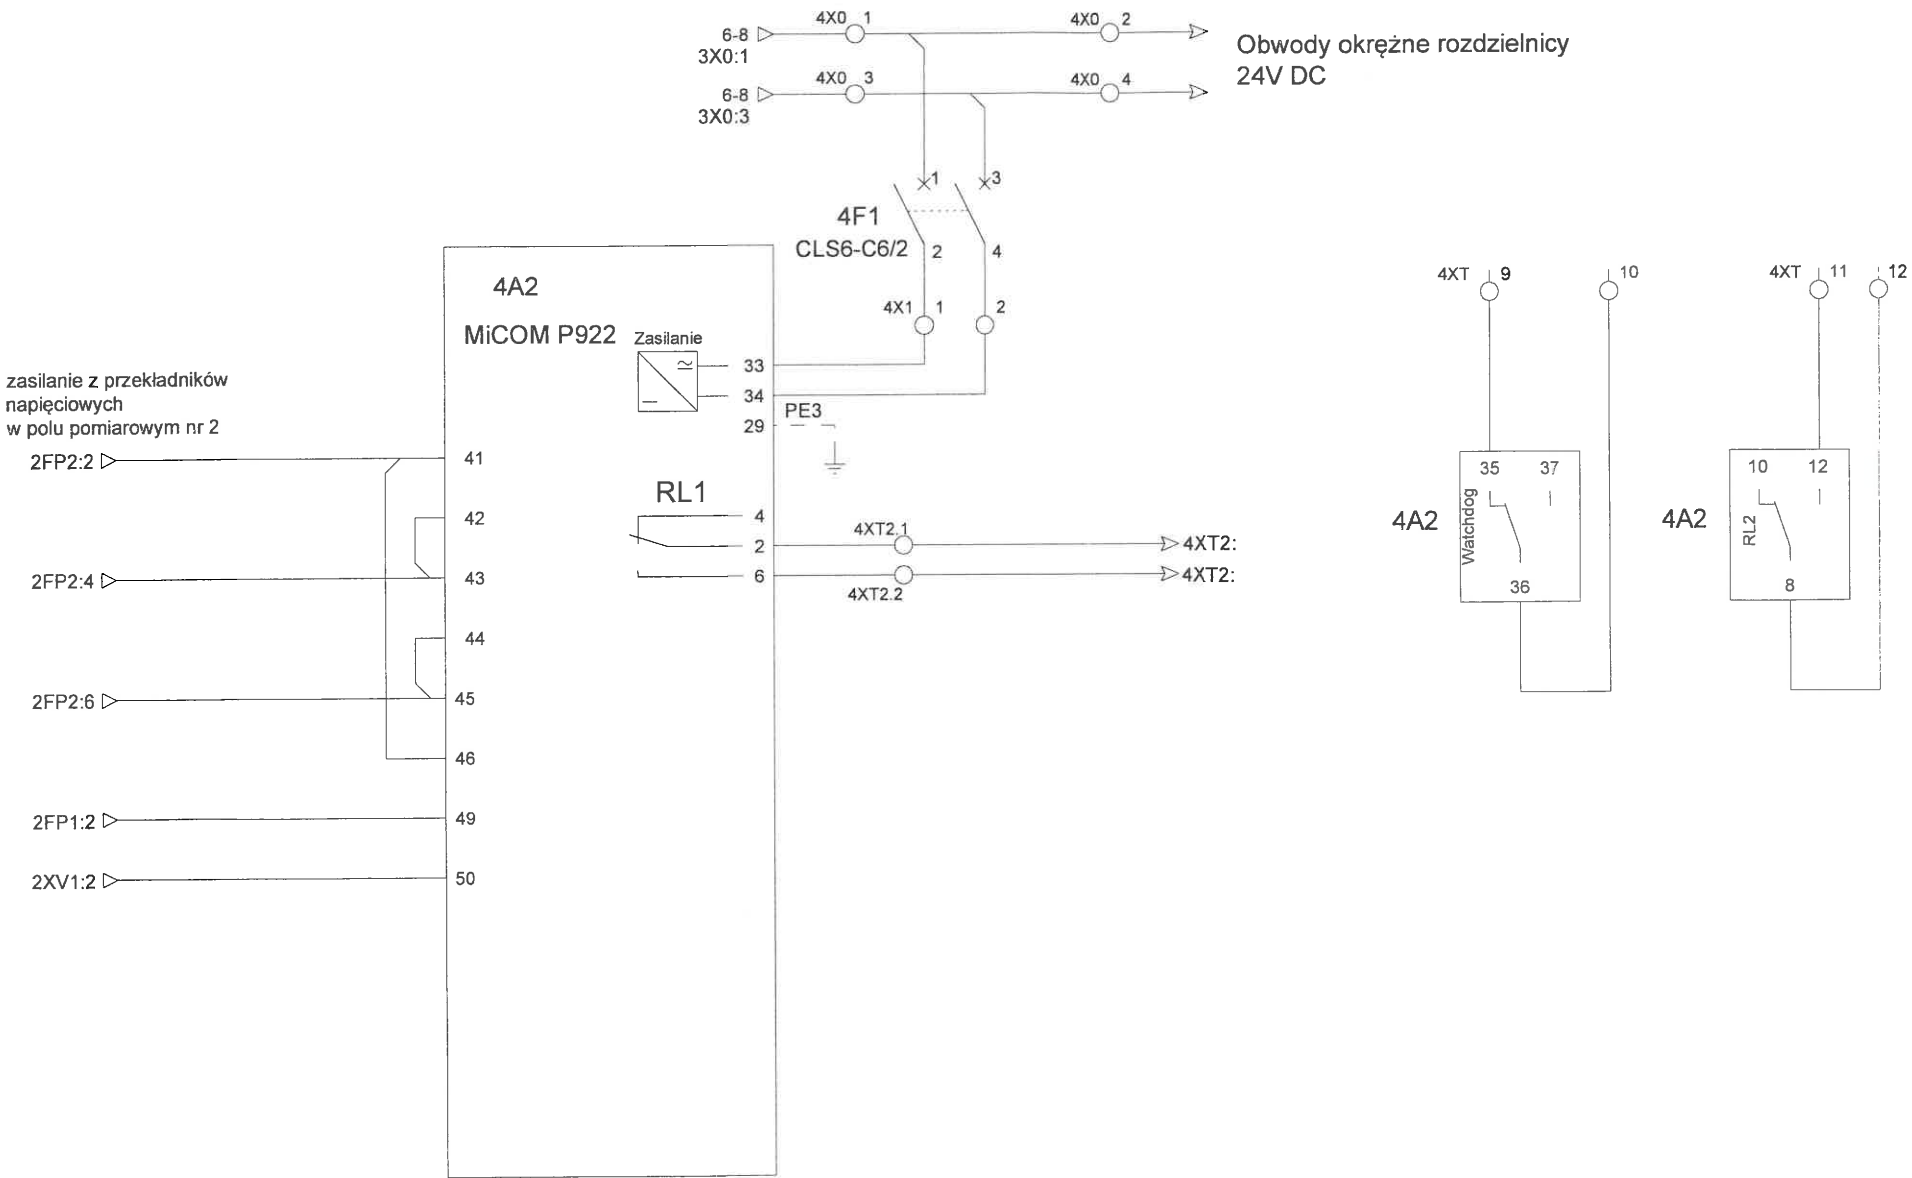 4X0 1
4X0 2
6-8
3X0:1
Obwody okrężne rozdzielnicy
24V DC
4X0 3
4X0 4
6-8
3X0:3
1
3
4F1
CLS6-C6/2
2
4
4X1 1
2
4A2
MiCOM P922
Zasilanie
33
34
29
PE3
zasilanie z przekładników
napięciowych
w polu pomiarowym nr 2
2FP2:2
41
42
2FP2:4
43
44
2FP2:6
45
46
2FP1:2
49
2XV1:2
50
RL1
4
2
6
4XT2.1
4XT2:
4XT2.2
4XT2:
4XT 9
10
35
37
4A2
Watchdog
36
4XT 11
12
10
12
4A2
RL2
8